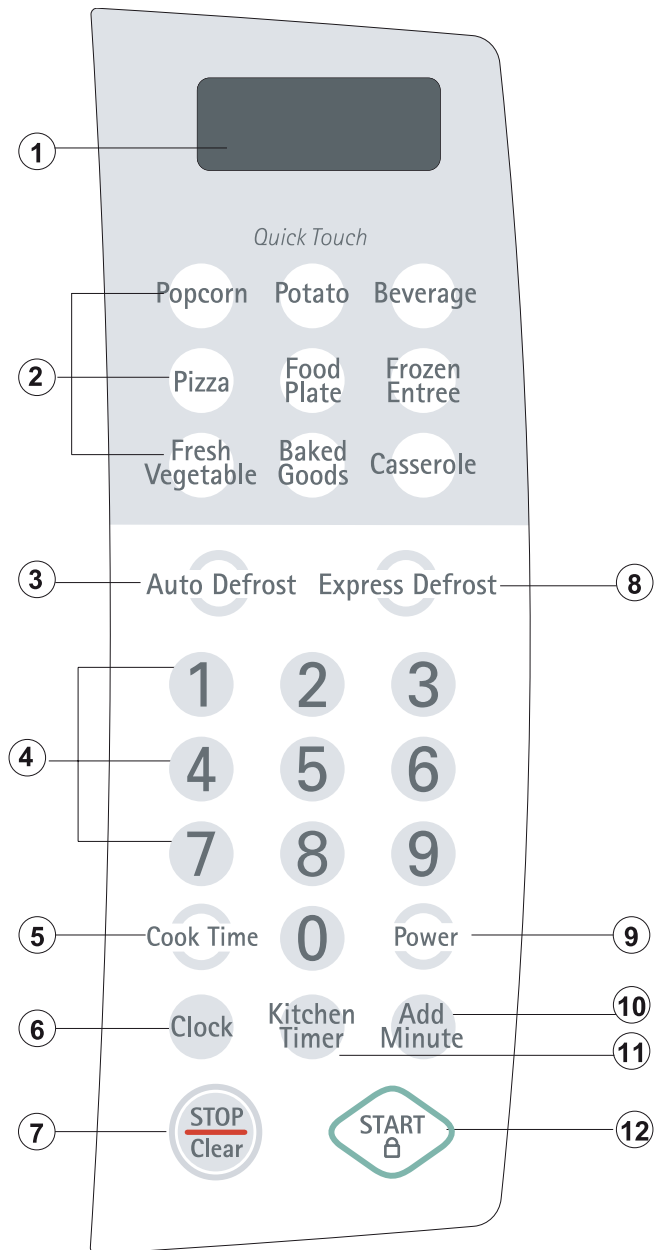 1
Quick Touch
Popcorn Potato Beverage
2
Pizza
Food
Plate
Frozen
Entree
Fresh
Vegetable
Baked
Goods
Casserole
3
Auto Defrost Express Defrost
8
1 2 3
4
4 5 6
7 8 9
5
Cook Time 0 Power
9
6
Clock
Kitchen
Timer
Add
Minute
10
11
7
STOP
Clear
START
12